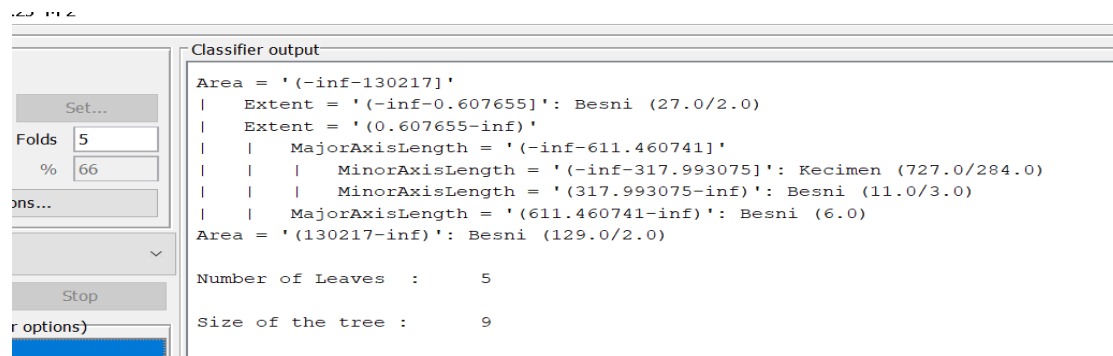 Classifier output
Area = '(-inf-130217]'
|   Extent = '(-inf-0.607655]': Besni (27.0/2.0)
Set...
|   Extent = '(0.607655-inf)'
Folds 5
|   |   MajorAxisLength = '(-inf-611.460741]'
% 66
|   |   |   MinorAxisLength = '(-inf-317.993075]': Kecimen (727.0/284.0)
|   |   |   MinorAxisLength = '(317.993075-inf)': Besni (11.0/3.0)
ons...
|   |   MajorAxisLength = '(611.460741-inf)': Besni (6.0)
Area = '(130217-inf)': Besni (129.0/2.0)
Number of Leaves  :   5
Stop
Size of the tree :   9
r options)